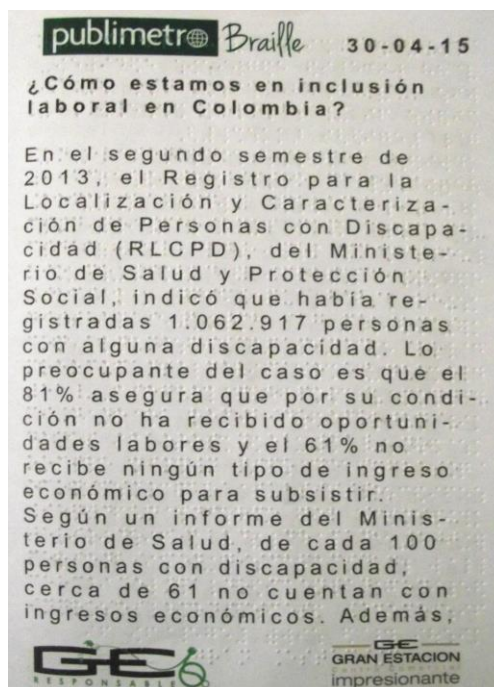 publimetro Braille 30-04-15
¿Cómo estamos en inclusión
laboral en Colombia?
En el segundo semestre de
2013, el Registro para la
Localización y Caracteriza-
ción de Personas con Discapa-
cidad (RLCPD), del Ministe-
rio de Salud y Protección
Social, indicó que había re-
gistradas 1.062.917 personas
con alguna discapacidad. Lo
preocupante del caso es que el
81% asegura que por su condi-
ción no ha recibido oportuni-
dades labores y el 61% no
recibe ningún tipo de ingreso
económico para subsistir.
Según un informe del Minis-
terio de Salud, de cada 100
personas con discapacidad,
cerca de 61 no cuentan con
ingresos económicos. Además,
GE
RESPONSABLE
GE
GRAN ESTACION
impresionante